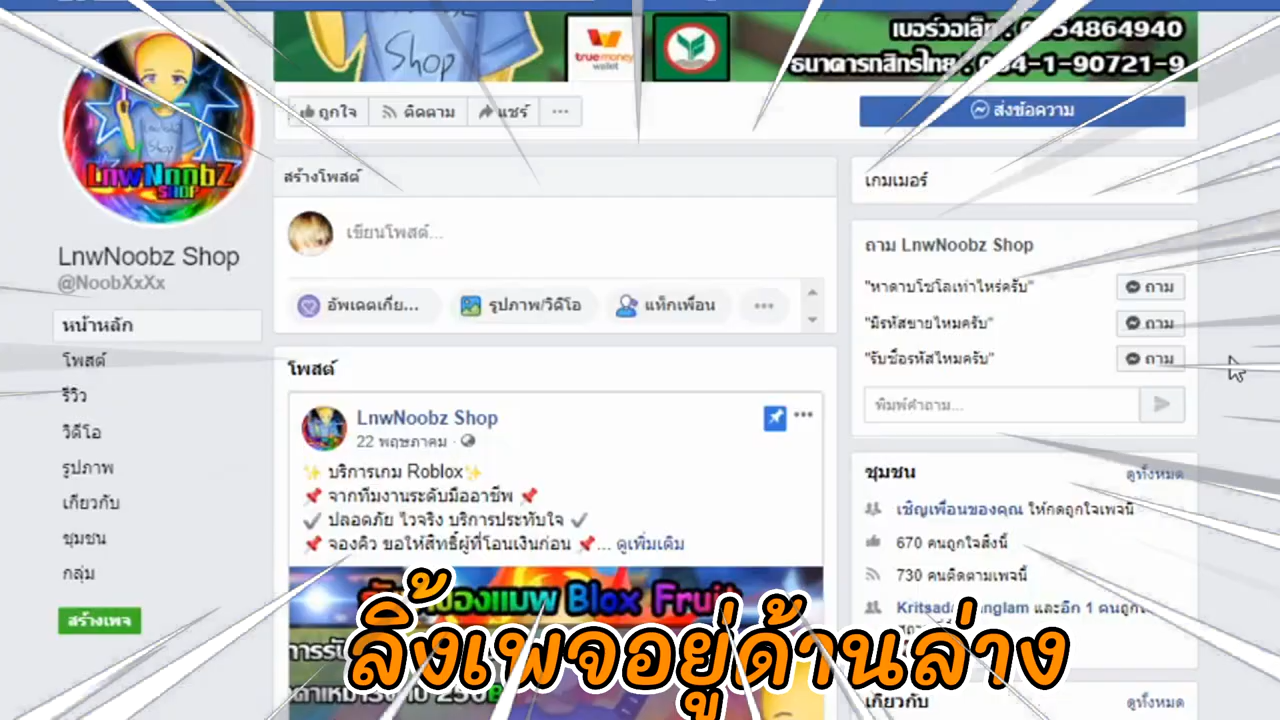 Shop
truemoney
wallet
ธนาคารกสิกรไทย :
ถูกใจ
ติดตาม
แชร์
ส่งข้อความ
LnwNoobZ
SHOP
LnwNoobz Shop
@NoobXxXx
หน้าหลัก
โพสต์
รีวิว
วิดีโอ
รูปภาพ
เกี่ยวกับ
ชุมชน
กลุ่ม
สร้างเพจ
สร้างโพสต์
เขียนโพสต์...
อัพเดตเกี่ย...
รูปภาพ/วิดีโอ
แท็กเพื่อน
โพสต์
LnwNoobz Shop
22 พฤษภาคม ·
✨ บริการเกม Roblox✨
📌 จากทีมงานระดับมืออาชีพ 📌
✔ ปลอดภัย ไวจริง บริการประทับใจ ✔
📌 จองคิว ขอให้สิทธิ์ผู้ที่โอนเงินก่อน 📌... ดูเพิ่มเติม
Blox Fruit
เกมเมอร์
ถาม LnwNoobz Shop
"หาดาบโซโลเท่าไหร่ครับ" ถาม
"มีรหัสขายไหมครับ" ถาม
"รับซื้อรหัสไหมครับ" ถาม
พิมพ์คำถาม...
ชุมชน ดูทั้งหมด
เชิญเพื่อนของคุณ ให้กดถูกใจเพจนี้
670 คนถูกใจสิ่งนี้
730 คนติดตามเพจนี้
และอีก 1 คนถูกใจ
เกี่ยวกับ ดูทั้งหมด
ลิ้งเพจอยู่ด้านล่าง